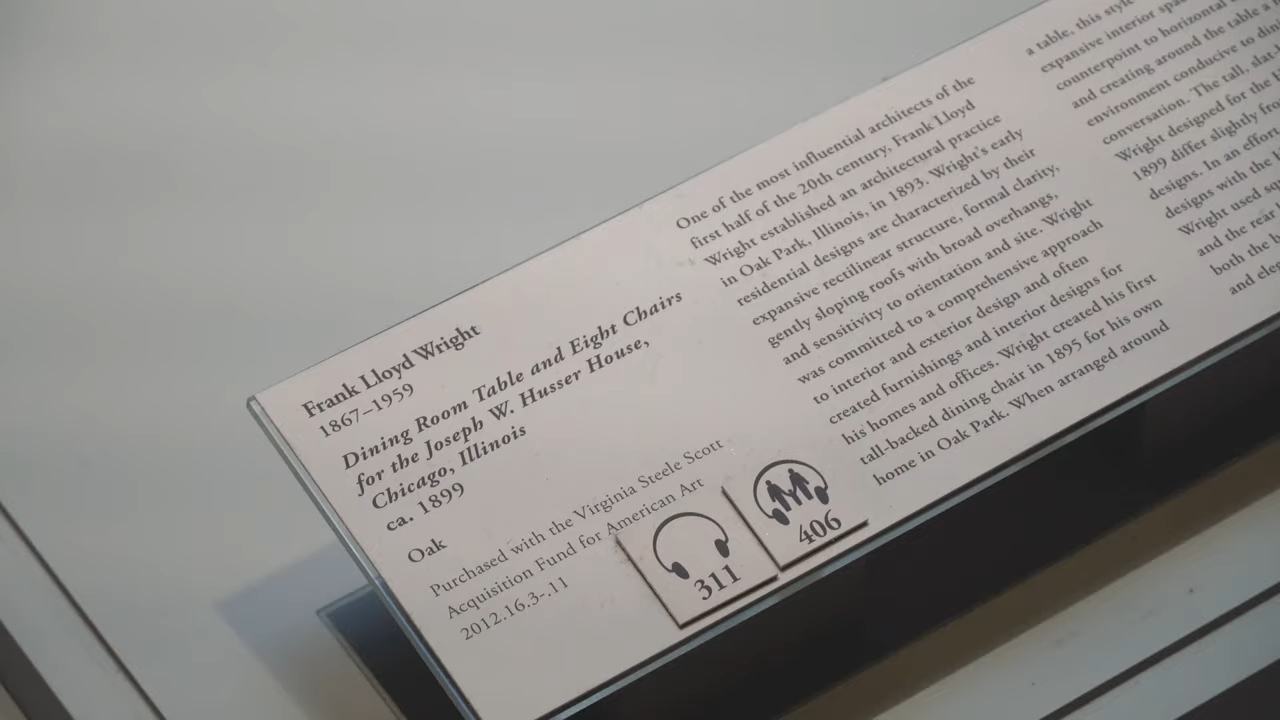 Frank Lloyd Wright
1867–1959
Dining Room Table and Eight Chairs
for the Joseph W. Husser House,
Chicago, Illinois
ca. 1899
Oak
Purchased with the Virginia Steele Scott
Acquisition Fund for American Art
2012.16.3-.11
311
406
One of the most influential architects of the
first half of the 20th century, Frank Lloyd
Wright established an architectural practice
in Oak Park, Illinois, in 1893. Wright's early
residential designs are characterized by their
expansive rectilinear structure, formal clarity,
gently sloping roofs with broad overhangs,
and sensitivity to orientation and site. Wright
was committed to a comprehensive approach
to interior and exterior design and often
created furnishings and interior designs for
his homes and offices. Wright created his first
tall-backed dining chair in 1895 for his own
home in Oak Park. When arranged around
a table, this style
expansive interior
counterpoint to horizontal
and creating around the table a
environment conducive to
conversation. The tall,
Wright designed for the
1899 differ slightly
designs. In an effort
designs with the
Wright used
and the rear
both the
and